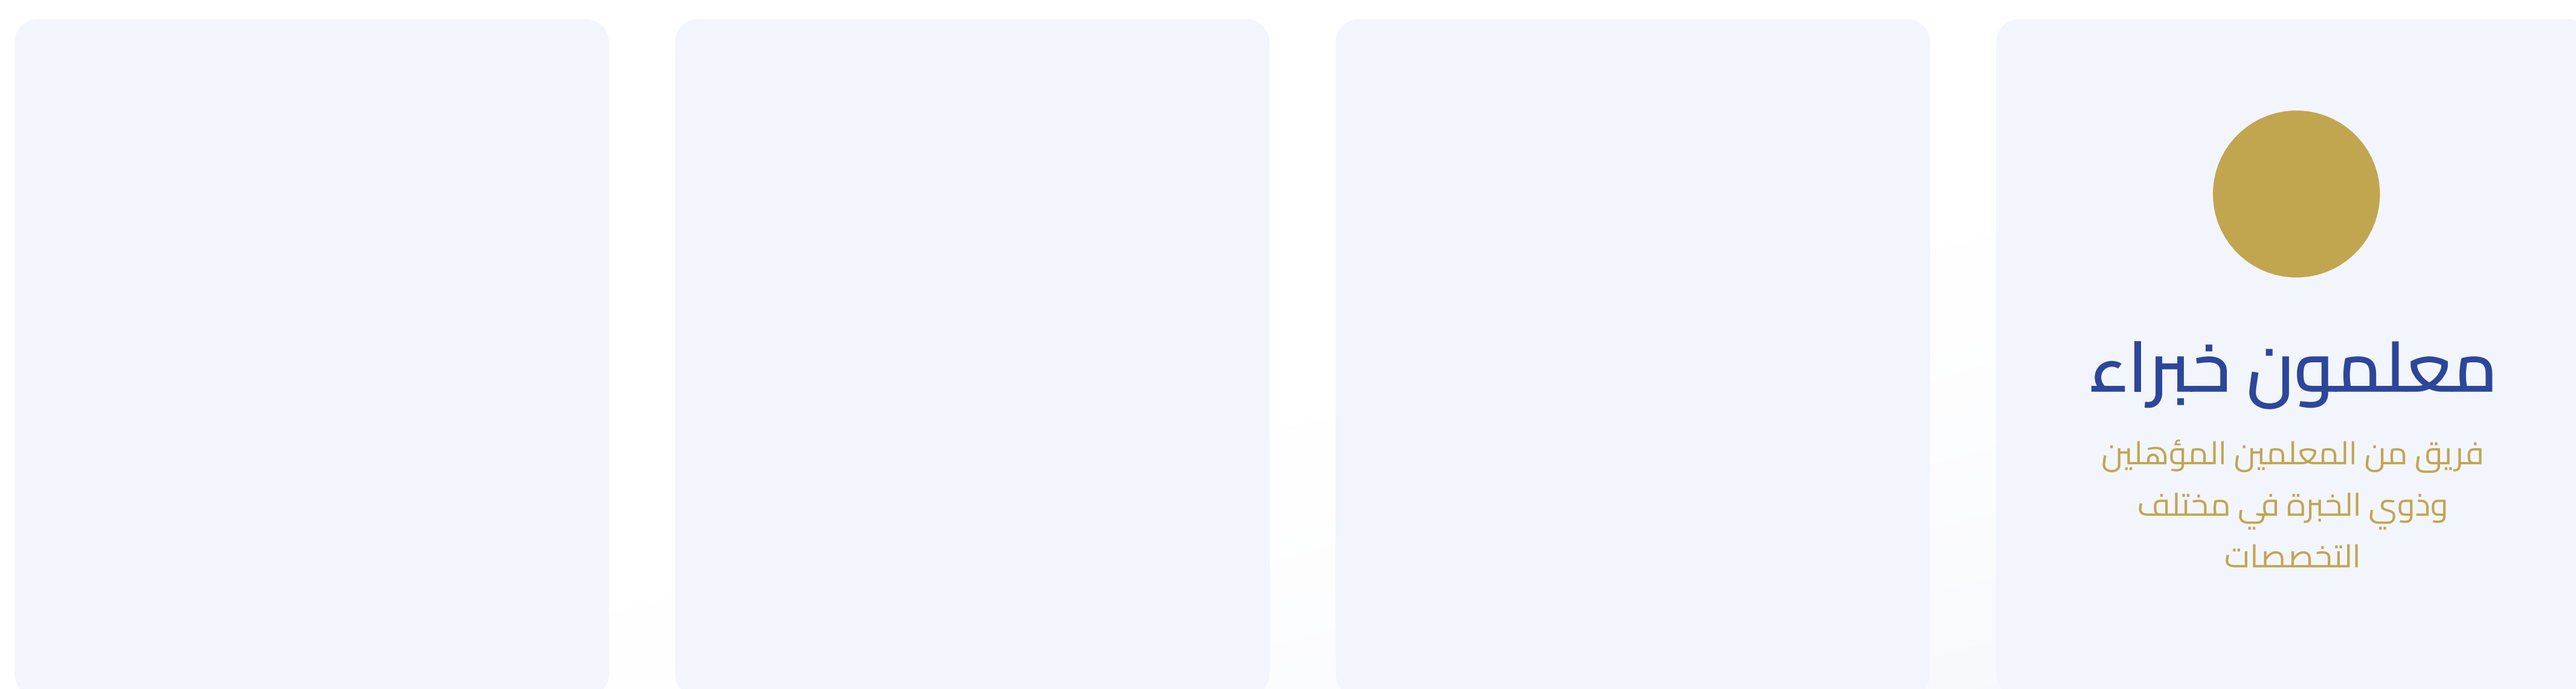 معلمون خبراء
فريق من المعلمين المؤهلين
وذوي الخبرة في مختلف
التخصصات